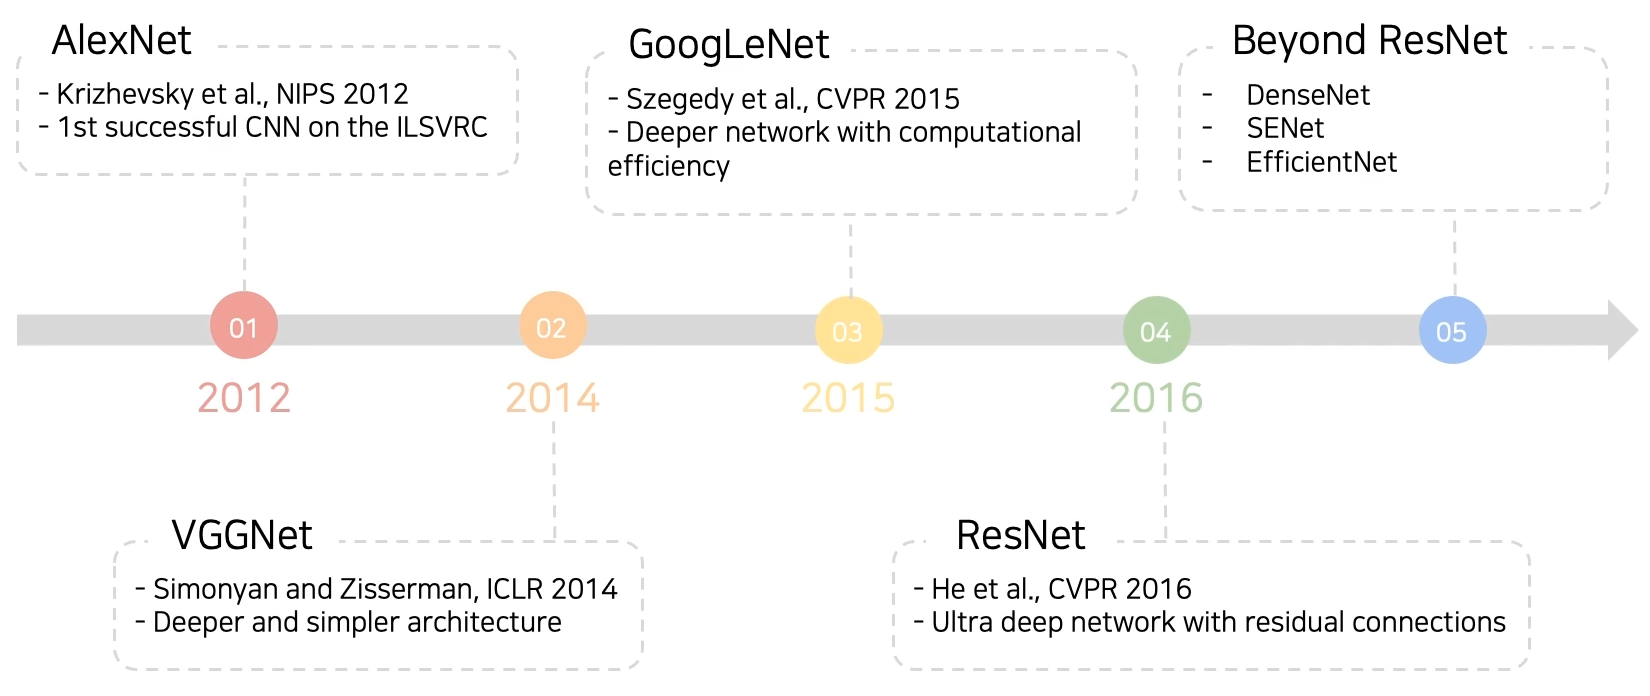 AlexNet
- Krizhevsky et al., NIPS 2012
- 1st successful CNN on the ILSVRC
GoogLeNet
- Szegedy et al., CVPR 2015
- Deeper network with computational
efficiency
Beyond ResNet
- DenseNet
- SENet
- EfficientNet
01
02
03
04
05
2012
2014
2015
2016
VGGNet
- Simonyan and Zisserman, ICLR 2014
- Deeper and simpler architecture
ResNet
- He et al., CVPR 2016
- Ultra deep network with residual connections